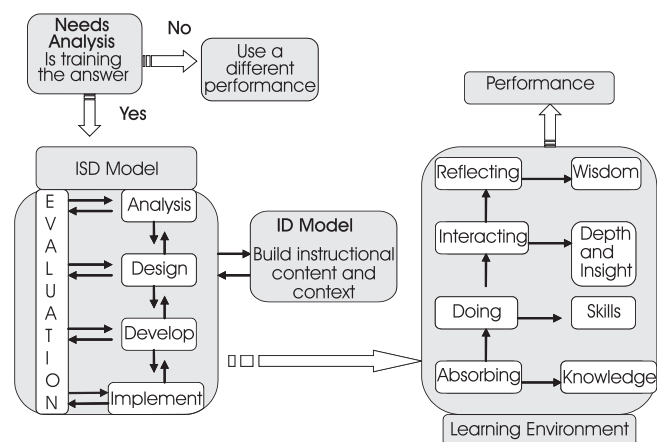 Needs
Analysis
Is training
the answer
No
Use a
different
performance
Yes
ISD Model
EVALUATION
Analysis
Design
Develop
Implement
ID Model
Build instructional
content and
context
Performance
Reflecting
Wisdom
Interacting
Depth
and
Insight
Doing
Skills
Absorbing
Knowledge
Learning Environment